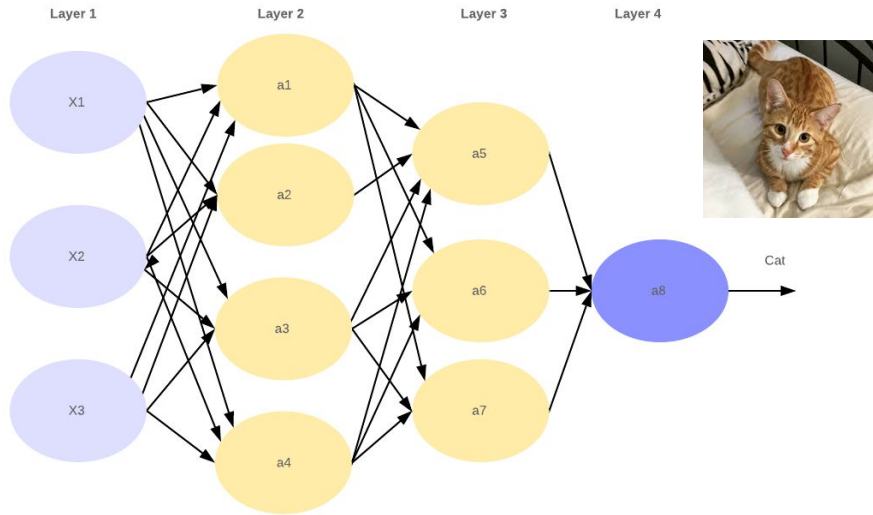 Layer 1
Layer 2
Layer 3
Layer 4
X1
X2
X3
a1
a2
a3
a4
a5
a6
a7
a8
Cat